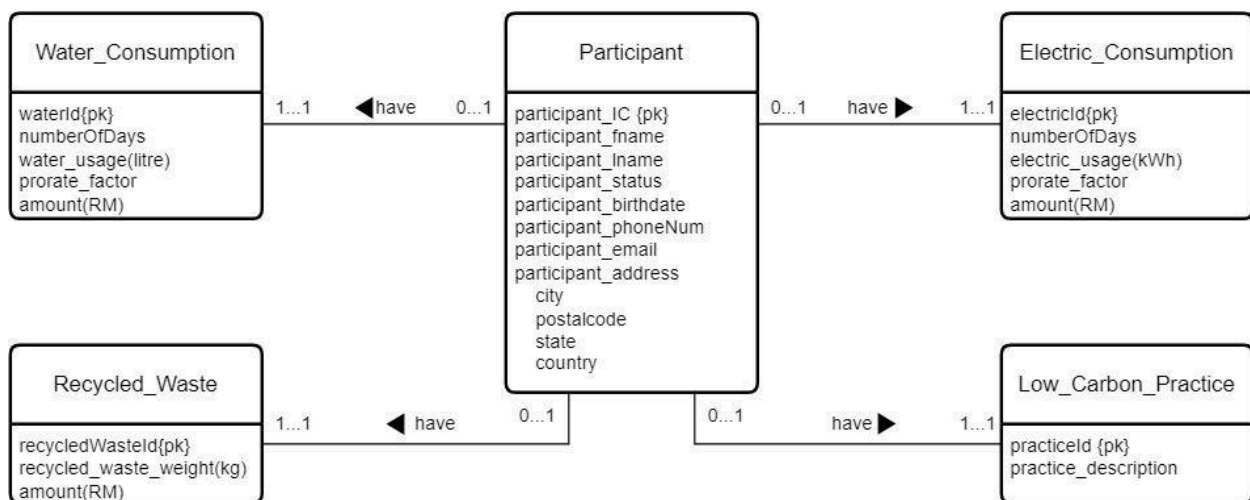 Water_Consumption
waterId{pk}
numberOfDays
water_usage(litre)
prorate_factor
amount(RM)
1...1
have
0...1
Participant
participant_IC {pk}
participant_fname
participant_lname
participant_status
participant_birthdate
participant_phoneNum
participant_email
participant_address
city
postalcode
state
country
0...1
have
1...1
Electric_Consumption
electricId{pk}
numberOfDays
electric_usage(kWh)
prorate_factor
amount(RM)
Recycled_Waste
recycledWasteId{pk}
recycled_waste_weight(kg)
amount(RM)
1...1
have
0...1
0...1
have
1...1
Low_Carbon_Practice
practiceId {pk}
practice_description